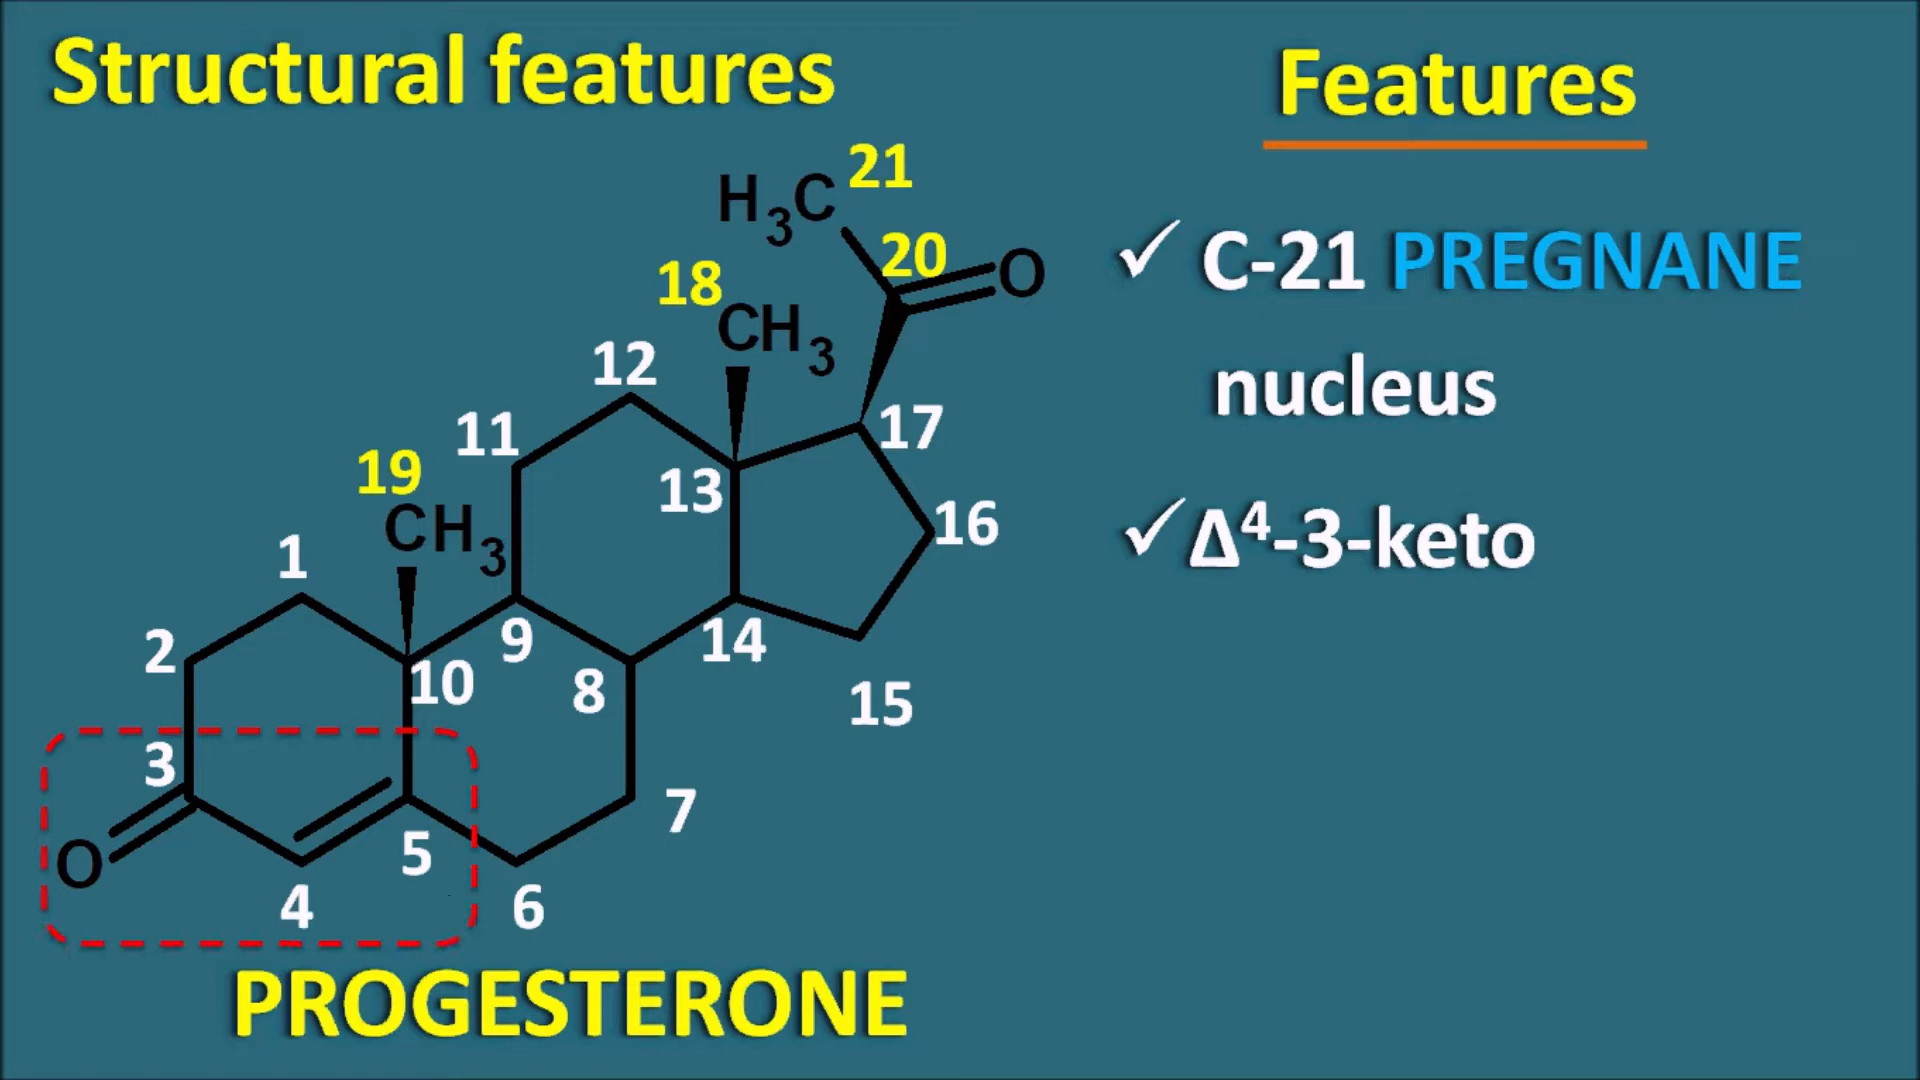 Structural features
Features
21
H3C
20
O
18
CH3
C-21 PREGNANE
nucleus
12
11
17
13
19
CH3
16
Δ⁴-3-keto
1
2
9
14
10
8
15
3
7
5
O
4
6
PROGESTERONE